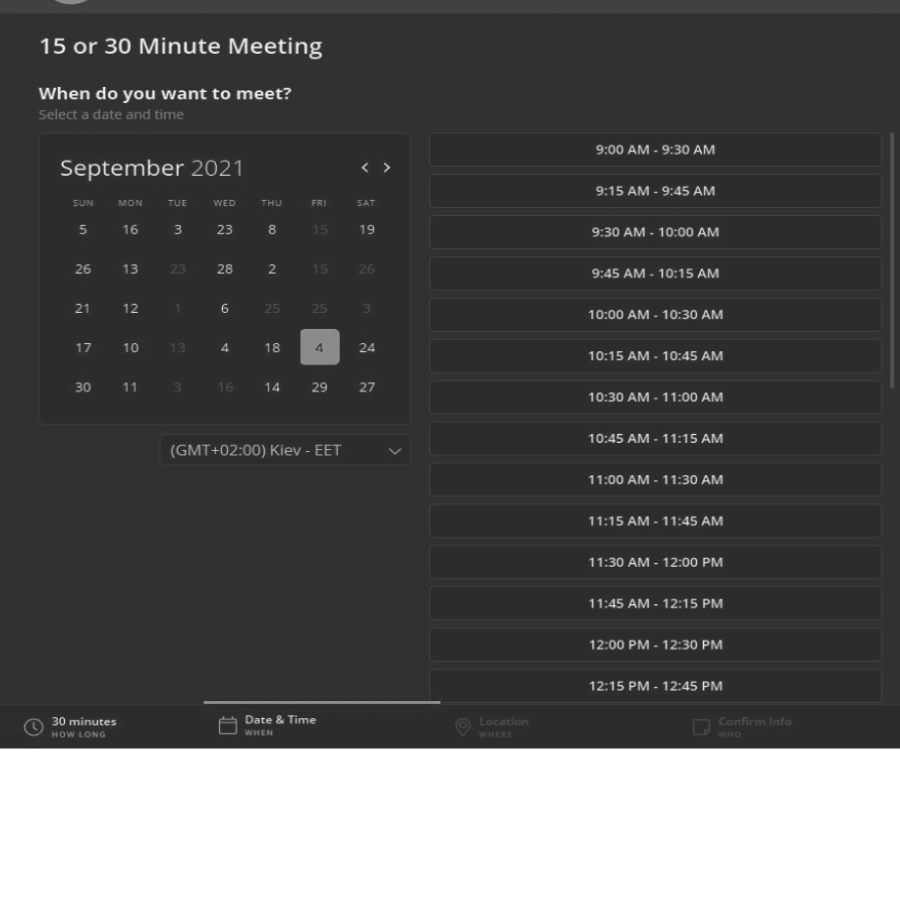 15 or 30 Minute Meeting
When do you want to meet?
Select a date and time
September 2021
< >
SUN MON TUE WED THU FRI SAT
5 16 3 23 8 15 19
26 13 23 28 2 15 26
21 12 1 6 25 25 3
17 10 13 4 18 4 24
30 11 3 16 14 29 27
(GMT+02:00) Kiev - EET
9:00 AM - 9:30 AM
9:15 AM - 9:45 AM
9:30 AM - 10:00 AM
9:45 AM - 10:15 AM
10:00 AM - 10:30 AM
10:15 AM - 10:45 AM
10:30 AM - 11:00 AM
10:45 AM - 11:15 AM
11:00 AM - 11:30 AM
11:15 AM - 11:45 AM
11:30 AM - 12:00 PM
11:45 AM - 12:15 PM
12:00 PM - 12:30 PM
12:15 PM - 12:45 PM
30 minutes
HOW LONG
Date & Time
WHEN
Location
WHERE
Confirm Info
WHO